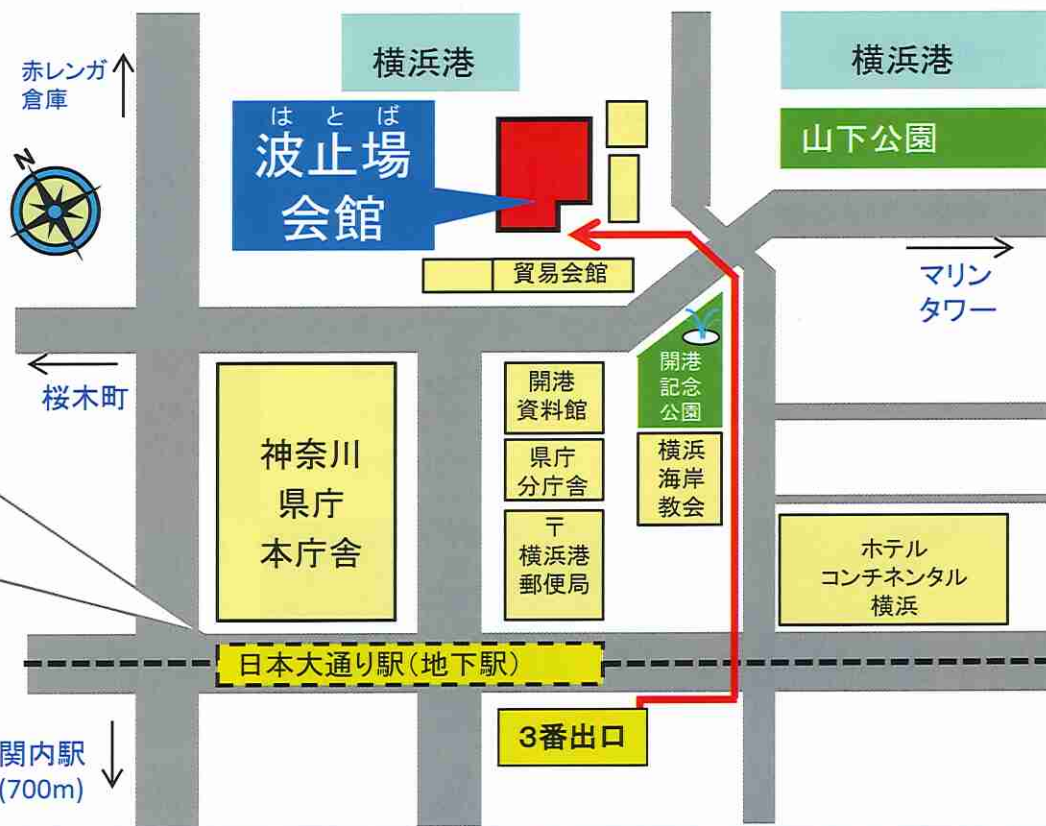 赤レンガ
倉庫
横浜港
横浜港
はとば
波止場
会館
山下公園
N
貿易会館
マリン
タワー
桜木町
開港
記念
公園
開港
資料館
神奈川
県庁
本庁舎
県庁
分庁舎
横浜
海岸
教会
〒
横浜港
郵便局
ホテル
コンチネンタル
横浜
日本大通り駅(地下駅)
3番出口
関内駅
(700m)